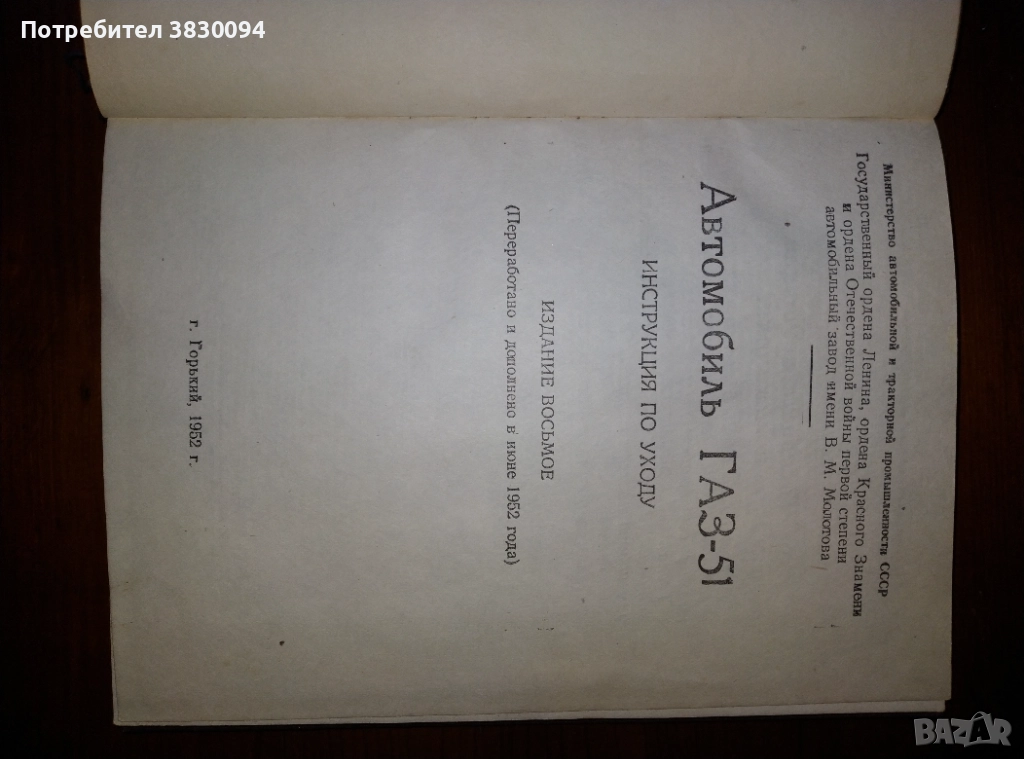 Потребител 3830094
Министерство автомобильной и тракторной промышленности СССР
Государственный ордена Ленина, ордена Красного Знамени
и ордена Отечественной войны первой степени
автомобильный завод имени В. М. Молотова
Автомобиль ГАЗ-51
ИНСТРУКЦИЯ ПО УХОДУ
ИЗДАНИЕ ВОСЬМОЕ
(Переработано и дополнено в июне 1952 года)
г. Горький, 1952 г.
BAZAR